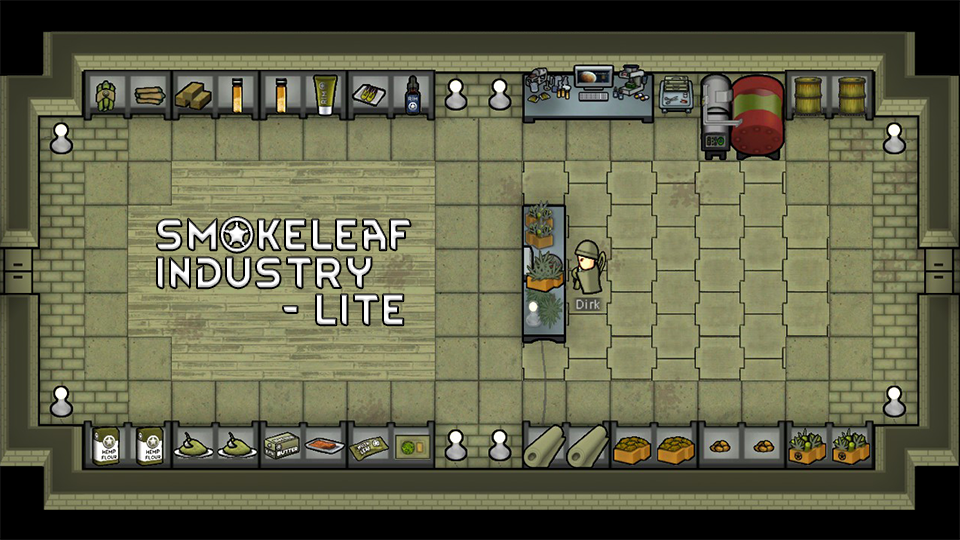 SMOKELEAF
INDUSTRY
- LITE
Dirk
HEMP
FLOUR
HEMP
FLOUR
BUTTER